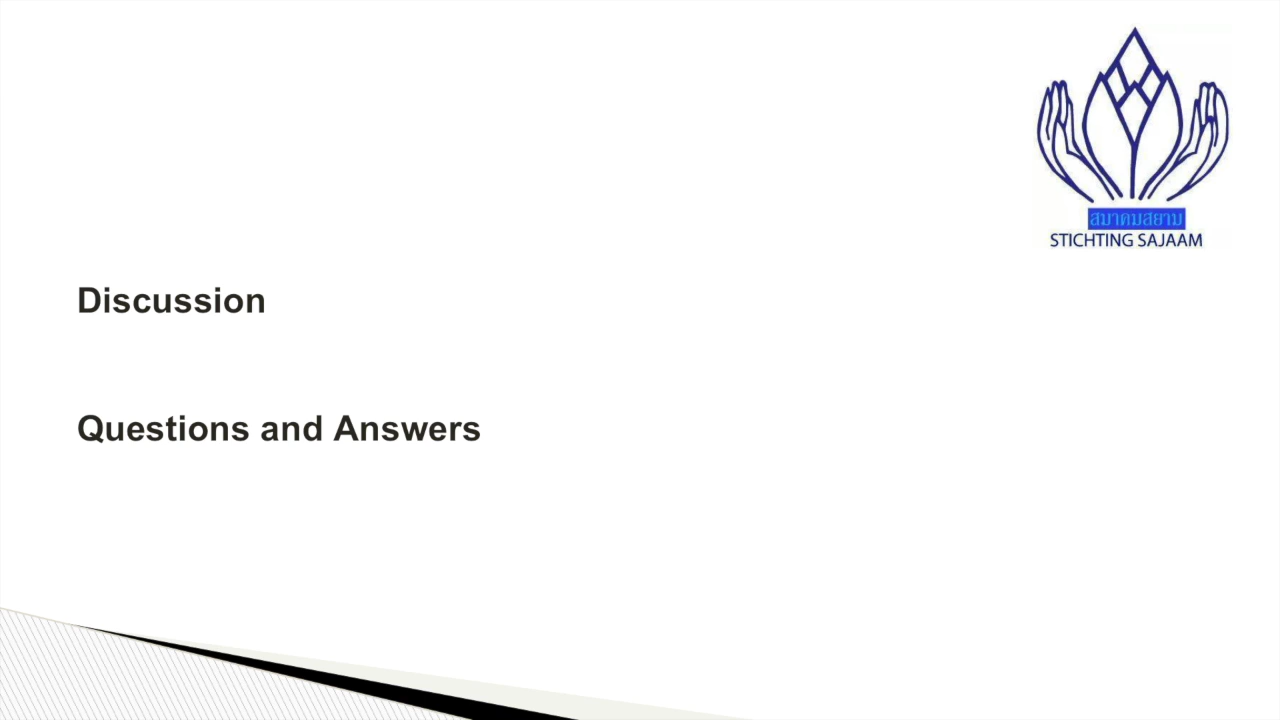 สมาคมสยาม
STICHTING SAJAAM
Discussion
Questions and Answers